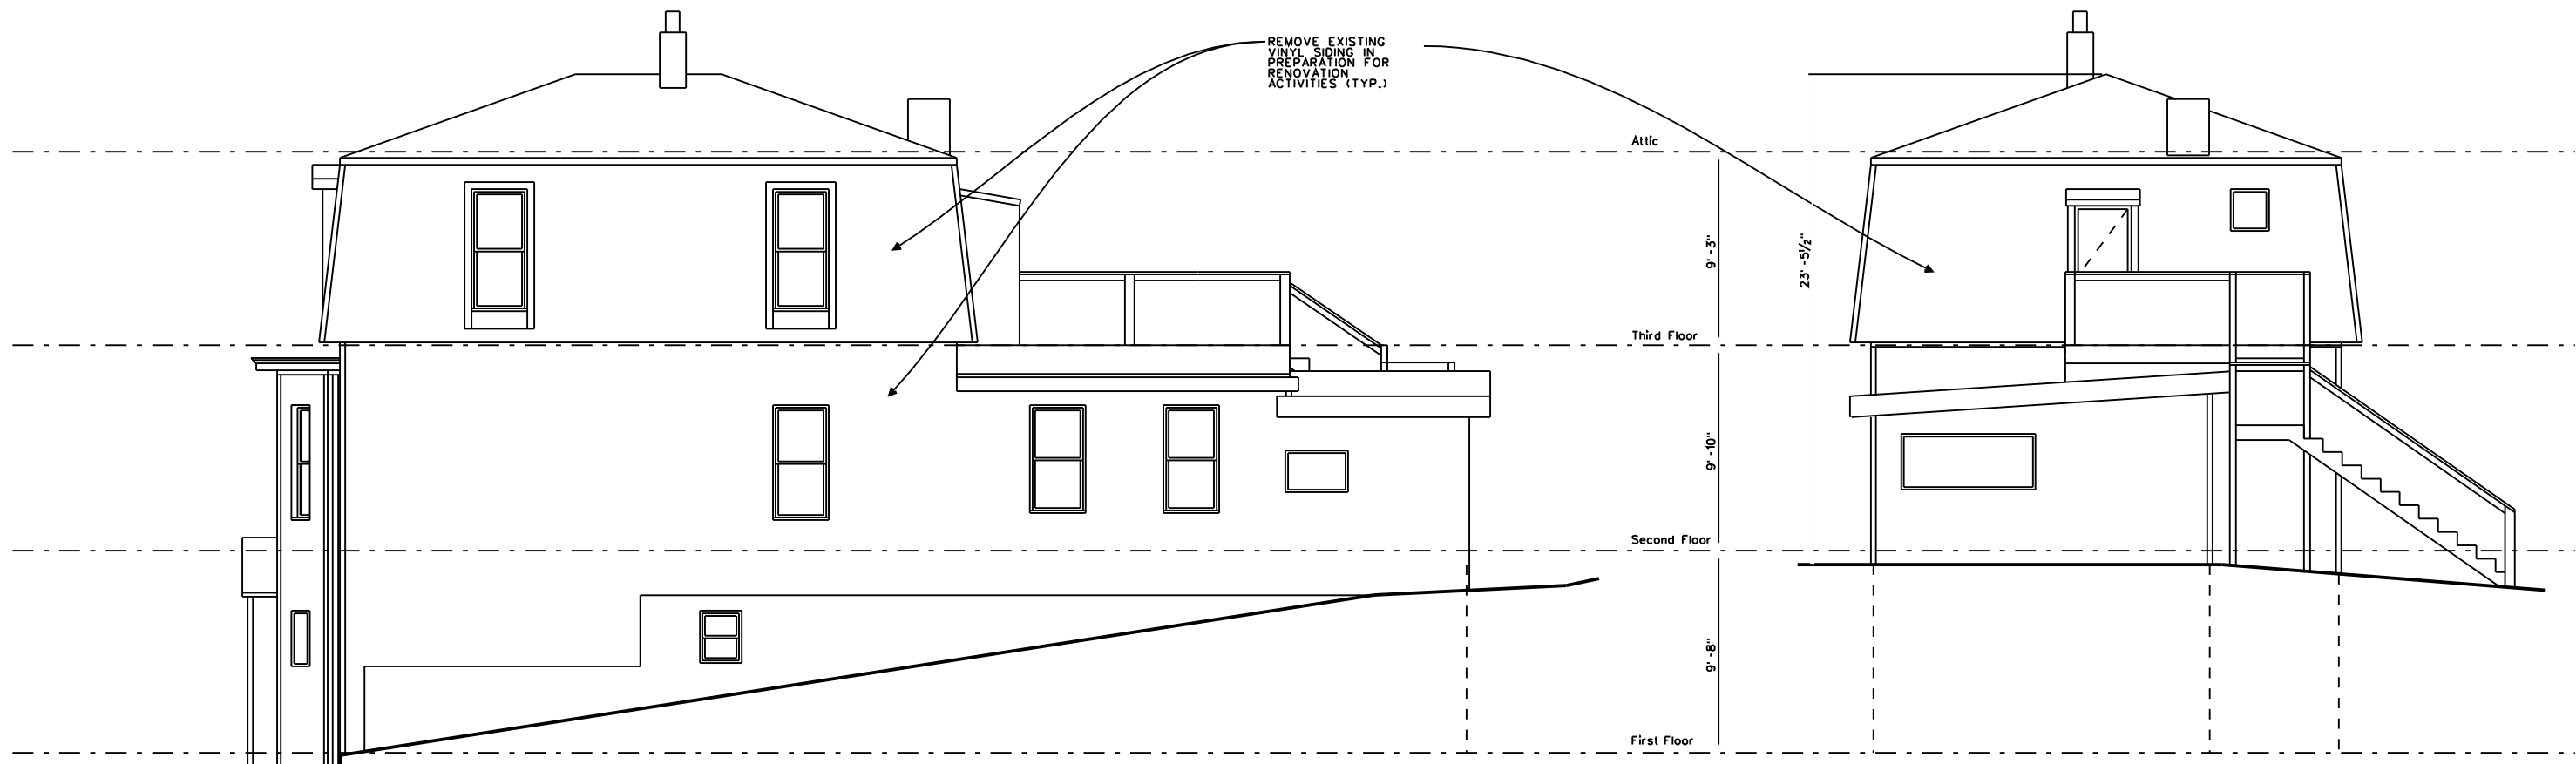 REMOVE EXISTING
VINYL SIDING IN
PREPARATION FOR
RENOVATION
ACTIVITIES (TYP.)
Attic
9'-3"
23'-5½"
Third Floor
9'-10"
Second Floor
9'-8"
First Floor